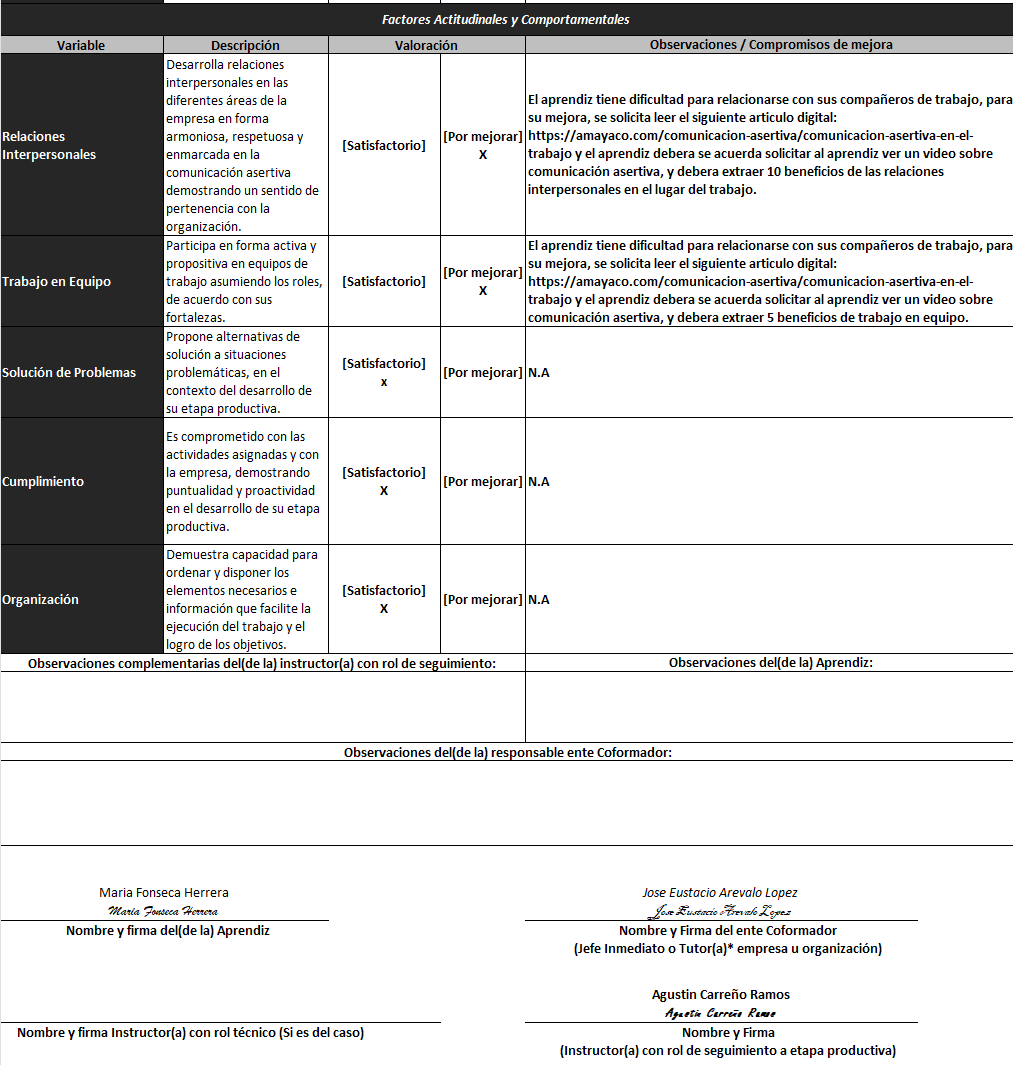 Factores Actitudinales y Comportamentales
Variable
Descripción
Valoración
Observaciones / Compromisos de mejora
Relaciones
Interpersonales
Desarrolla relaciones
interpersonales en las
diferentes áreas de la
empresa en forma
armoniosa, respetuosa y
enmarcada en la
comunicación asertiva
demostrando un sentido de
pertenencia con la
organización.
[Satisfactorio]
[Por mejorar]
X
El aprendiz tiene dificultad para relacionarse con sus compañeros de trabajo, para
su mejora, se solicito leer el siguiente articulo digital:
https://amayaco.com/comunicacion-asertiva/comunicacion-asertiva-en-el-
trabajo y el aprendiz debera se acuerda solicitar al aprendiz ver un video sobre
comunicación asertiva, y debera extraer 10 beneficios de las relaciones
interpersonales en el lugar del trabajo.
Trabajo en Equipo
Participa en forma activa y
propositiva en equipos de
trabajo asumiendo los roles,
de acuerdo con sus
fortalezas.
[Satisfactorio]
[Por mejorar]
X
El aprendiz tiene dificultad para relacionarse con sus compañeros de trabajo, para
su mejora, se solicita leer el siguiente articulo digital:
https://amayaco.com/comunicacion-asertiva/comunicacion-asertiva-en-el-
trabajo y el aprendiz debera se acuerda solicitar al aprendiz ver un video sobre
comunicación asertiva, y debera extraer 5 beneficios de trabajo en equipo.
Solución de Problemas
Propone alternativas de
solución a situaciones
problemáticas, en el
contexto del desarrollo de
su etapa productiva.
[Satisfactorio]
x
[Por mejorar]
N.A
Cumplimiento
Es comprometido con las
actividades asignadas y con
la empresa, demostrando
puntualidad y proactividad
en el desarrollo de su etapa
productiva.
[Satisfactorio]
X
[Por mejorar]
N.A
Organización
Demuestra capacidad para
ordenar y disponer los
elementos necesarios e
información que facilite la
ejecución del trabajo y el
logro de los objetivos.
[Satisfactorio]
X
[Por mejorar]
N.A
Observaciones complementarias del(de la) instructor(a) con rol de seguimiento:
Observaciones del(de la) Aprendiz:
Observaciones del(de la) responsable ente Coformador:
Maria Fonseca Herrera
Maria Fonseca Herrera
Nombre y firma del(de la) Aprendiz
Jose Eustacio Arevalo Lopez
Jose Eustacio Arevalo Lopez
Nombre y Firma del ente Coformador
(Jefe Inmediato o Tutor(a)* empresa u organización)
Nombre y firma Instructor(a) con rol técnico (Si es del caso)
Agustin Carreño Ramos
Agustin Carreño Ramos
Nombre y Firma
(Instructor(a) con rol de seguimiento a etapa productiva)